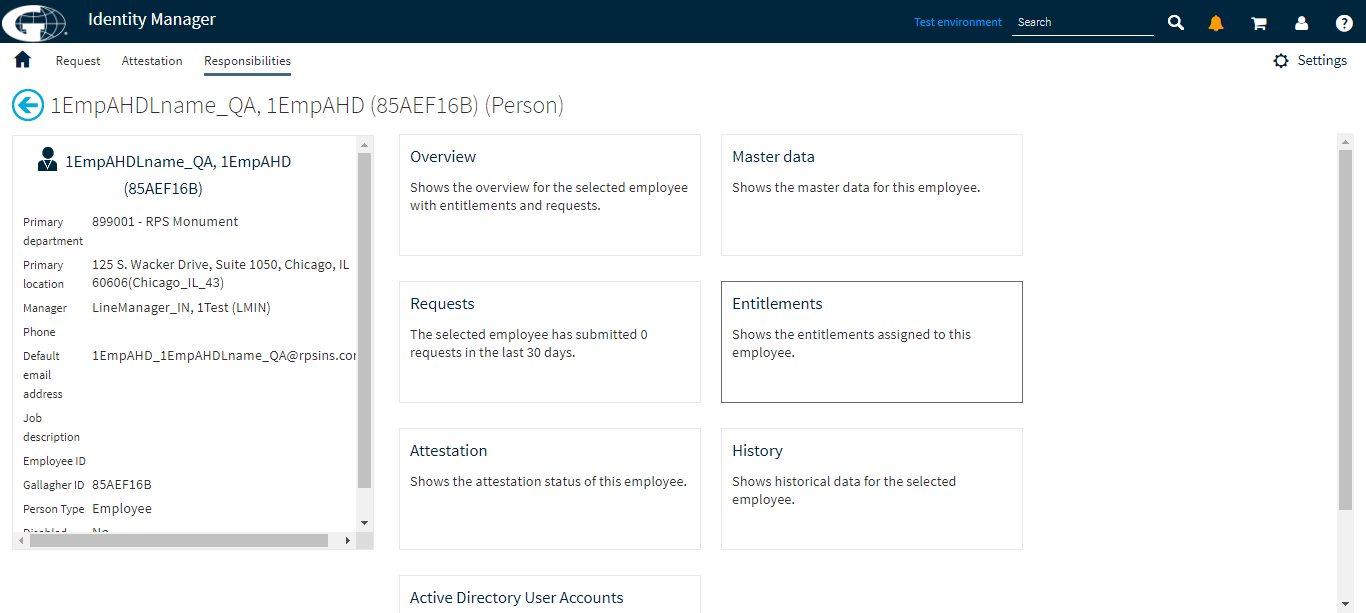 Identity Manager
Test environment
Search
Request
Attestation
Responsibilities
Settings
1EmpAHDLname_QA, 1EmpAHD (85AEF16B) (Person)
1EmpAHDLname_QA, 1EmpAHD
(85AEF16B)
Primary
department
899001 - RPS Monument
Primary
location
125 S. Wacker Drive, Suite 1050, Chicago, IL
60606(Chicago_IL_43)
Manager
LineManager_IN, 1Test (LMIN)
Phone
Default
email
address
1EmpAHD_1EmpAHDLname_QA@rpsins.co
Job
description
Employee ID
Gallagher ID
85AEF16B
Person Type
Employee
Disabled
No
Overview
Shows the overview for the selected employee
with entitlements and requests.
Master data
Shows the master data for this employee.
Requests
The selected employee has submitted 0
requests in the last 30 days.
Entitlements
Shows the entitlements assigned to this
employee.
Attestation
Shows the attestation status of this employee.
History
Shows historical data for the selected
employee.
Active Directory User Accounts